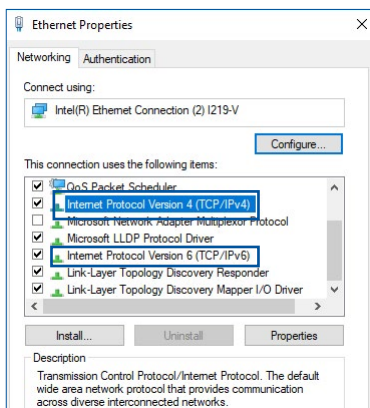 Ethernet Properties
Networking
Authentication
Connect using:
Intel(R) Ethernet Connection (2) I219-V
Configure...
This connection uses the following items:
QoS Packet Scheduler
Internet Protocol Version 4 (TCP/IPv4)
Microsoft Network Adapter Multiplexor Protocol
Microsoft LLDP Protocol Driver
Internet Protocol Version 6 (TCP/IPv6)
Link-Layer Topology Discovery Responder
Link-Layer Topology Discovery Mapper I/O Driver
Install...
Uninstall
Properties
Description
Transmission Control Protocol/Internet Protocol. The default
wide area network protocol that provides communication
across diverse interconnected networks.